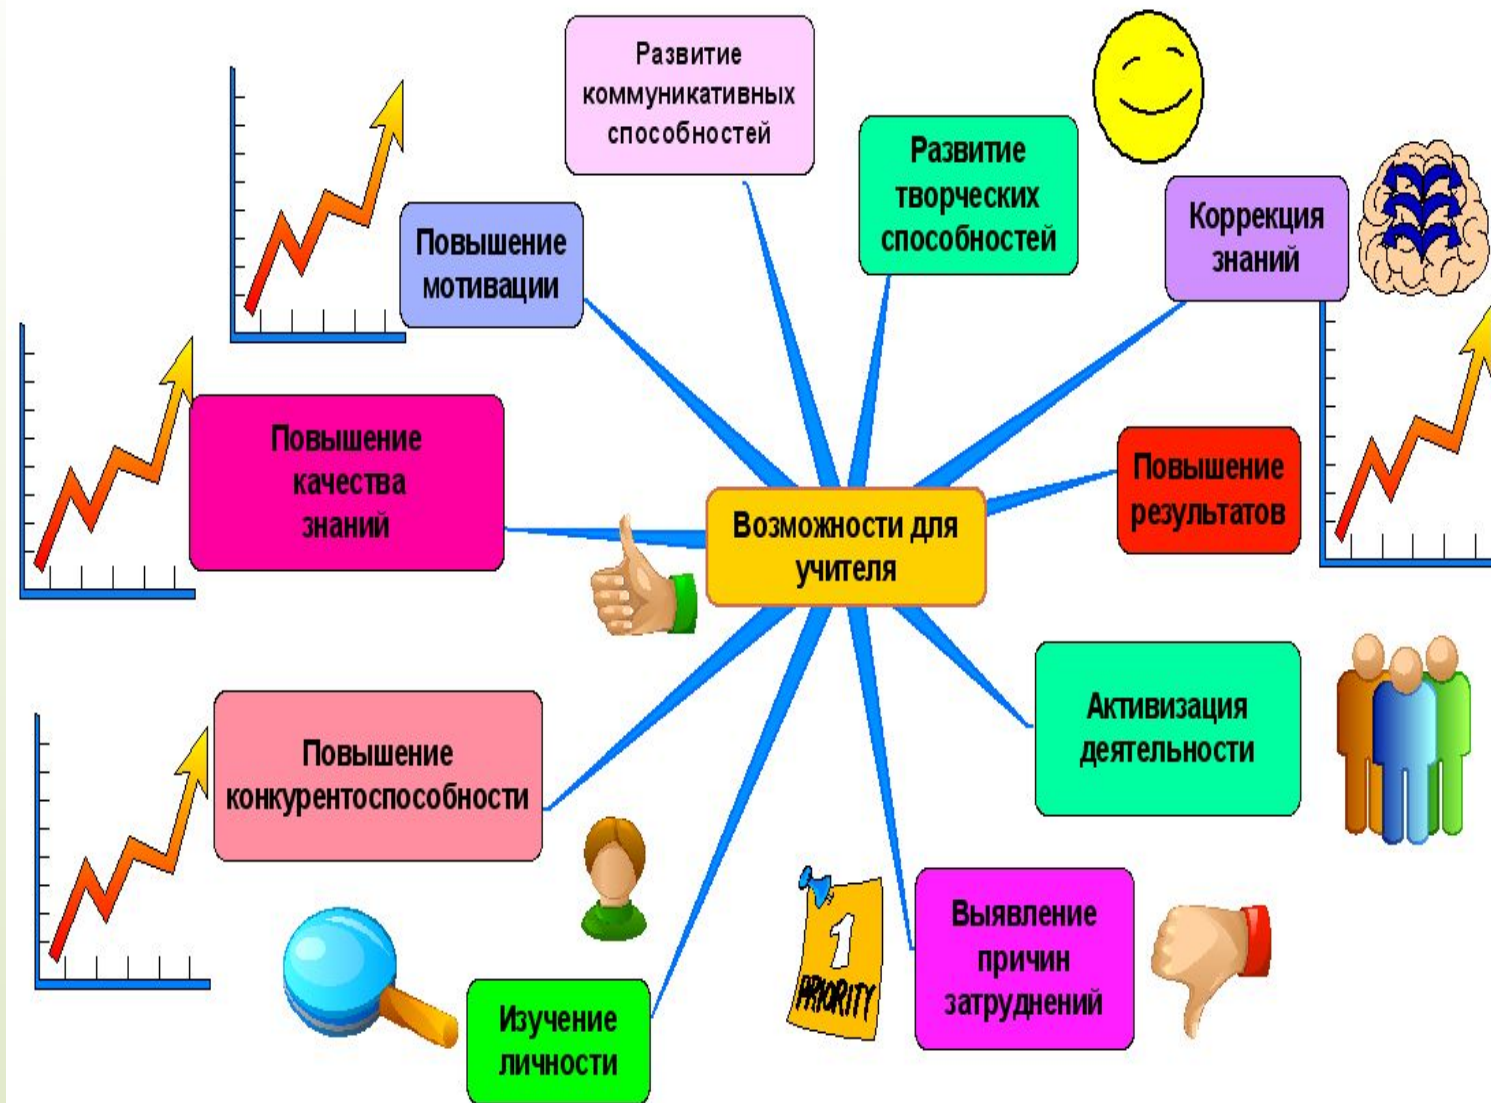 Развитие
коммуникативных
способностей
Развитие
творческих
способностей
Коррекция
знаний
Повышение
мотивации
Повышение
качества
знаний
Повышение
результатов
Возможности для
учителя
Активизация
деятельности
Повышение
конкурентоспособности
Выявление
причин
затруднений
1
PRIORITY
Изучение
личности